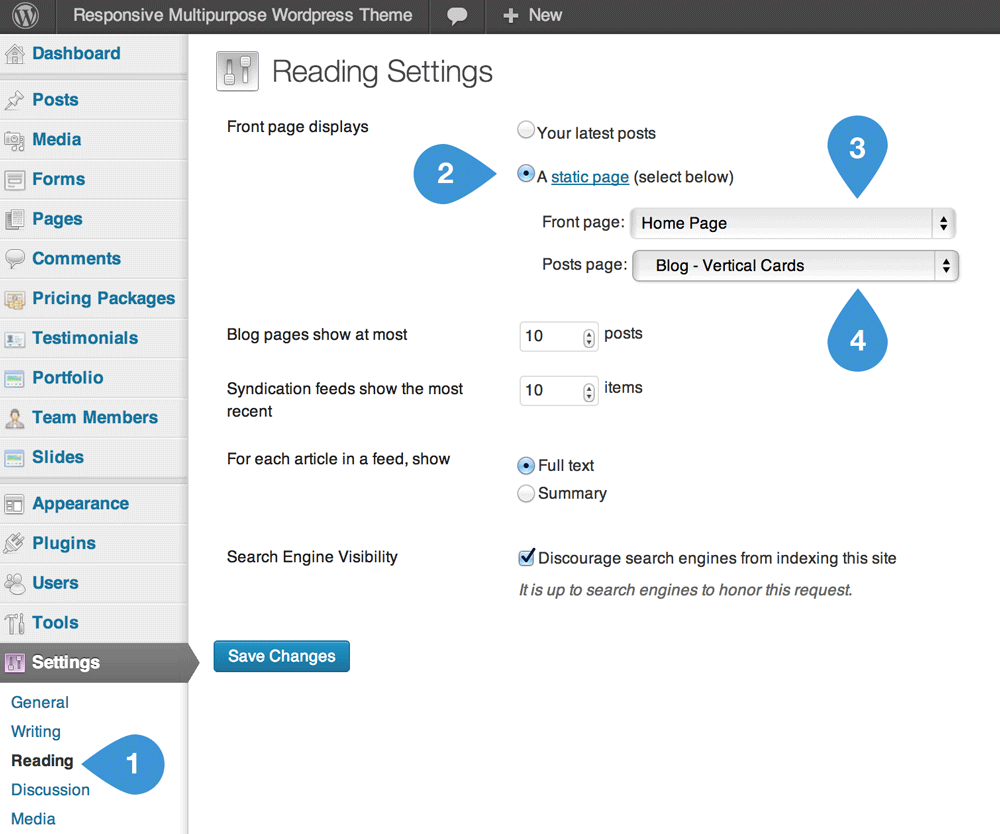 Responsive Multipurpose Wordpress Theme + New
Dashboard
Posts
Media
Forms
Pages
Comments
Pricing Packages
Testimonials
Portfolio
Team Members
Slides
Appearance
Plugins
Users
Tools
Settings
General
Writing
Reading 1
Discussion
Media
Reading Settings
Front page displays
Your latest posts
2 A static page (select below)
3
Front page: Home Page
Posts page: Blog - Vertical Cards
4
Blog pages show at most 10 posts
Syndication feeds show the most
recent
10 items
For each article in a feed, show
Full text
Summary
Search Engine Visibility
Discourage search engines from indexing this site
It is up to search engines to honor this request.
Save Changes